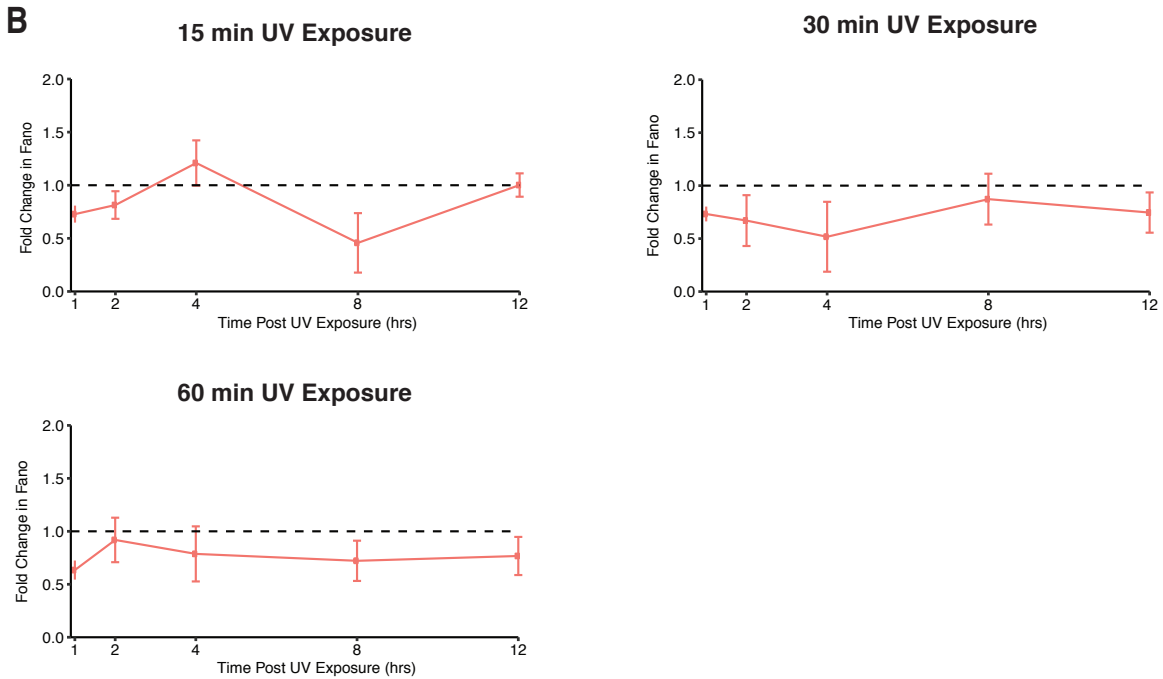 B
15 min UV Exposure
2.0
1.5
1.0
0.5
0.0
Fold Change in Fano
1 2 4 8 12
Time Post UV Exposure (hrs)
30 min UV Exposure
2.0
1.5
1.0
0.5
0.0
Fold Change in Fano
1 2 4 8 12
Time Post UV Exposure (hrs)
60 min UV Exposure
2.0
1.5
1.0
0.5
0.0
Fold Change in Fano
1 2 4 8 12
Time Post UV Exposure (hrs)